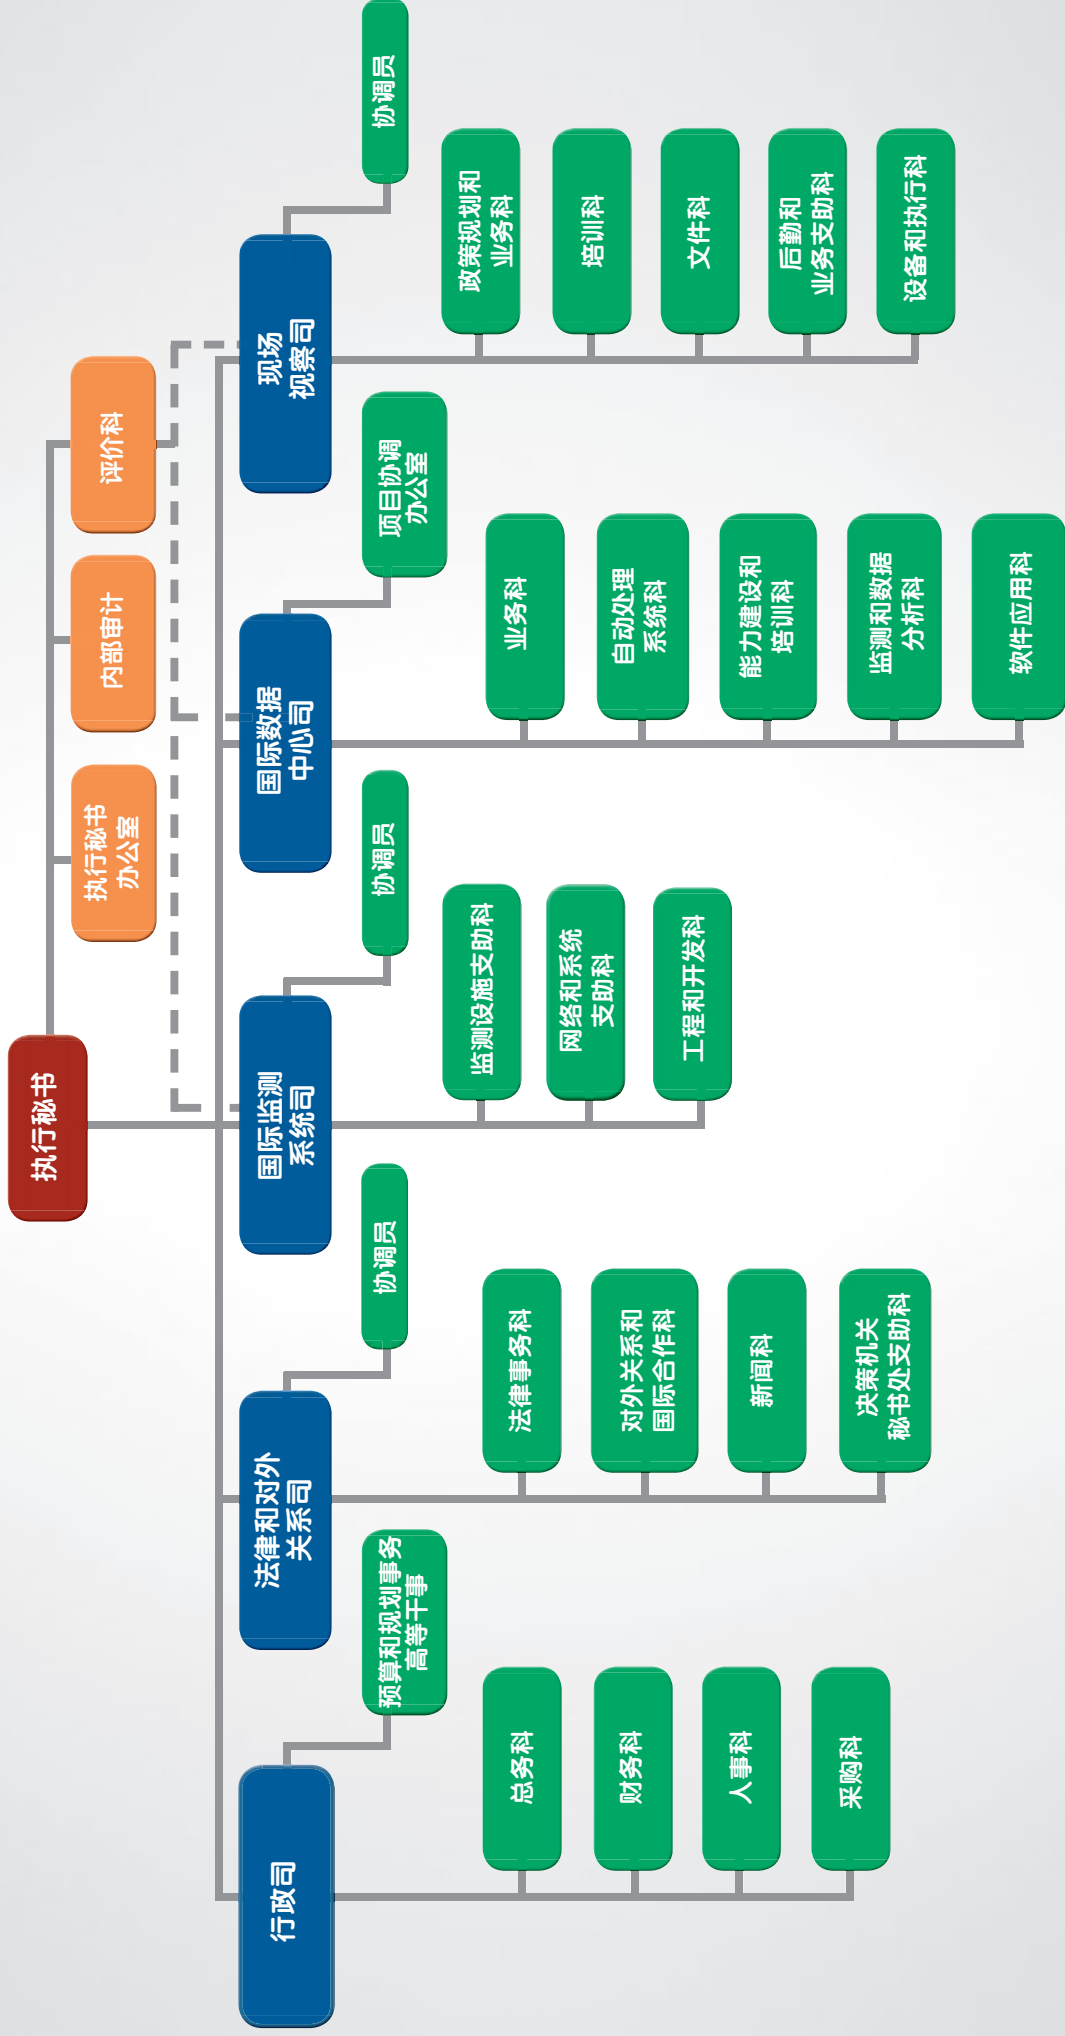 执行秘书
执行秘书
办公室
内部审计
评价科
行政司
预算和规划事务
高等干事
总务科
财务科
人事科
采购科
法律和对外
关系司
协调员
法律事务科
对外关系和
国际合作科
新闻科
决策机关
秘书处支助科
国际监测
系统司
协调员
监测设施支助科
网络和系统
支助科
工程和开发科
国际数据
中心司
项目协调
办公室
业务科
自动处理
系统科
能力建设和
培训科
监测和数据
分析科
软件应用科
现场
视察司
协调员
政策规划和
业务科
培训科
文件科
后勤和
业务支助科
设备和执行科